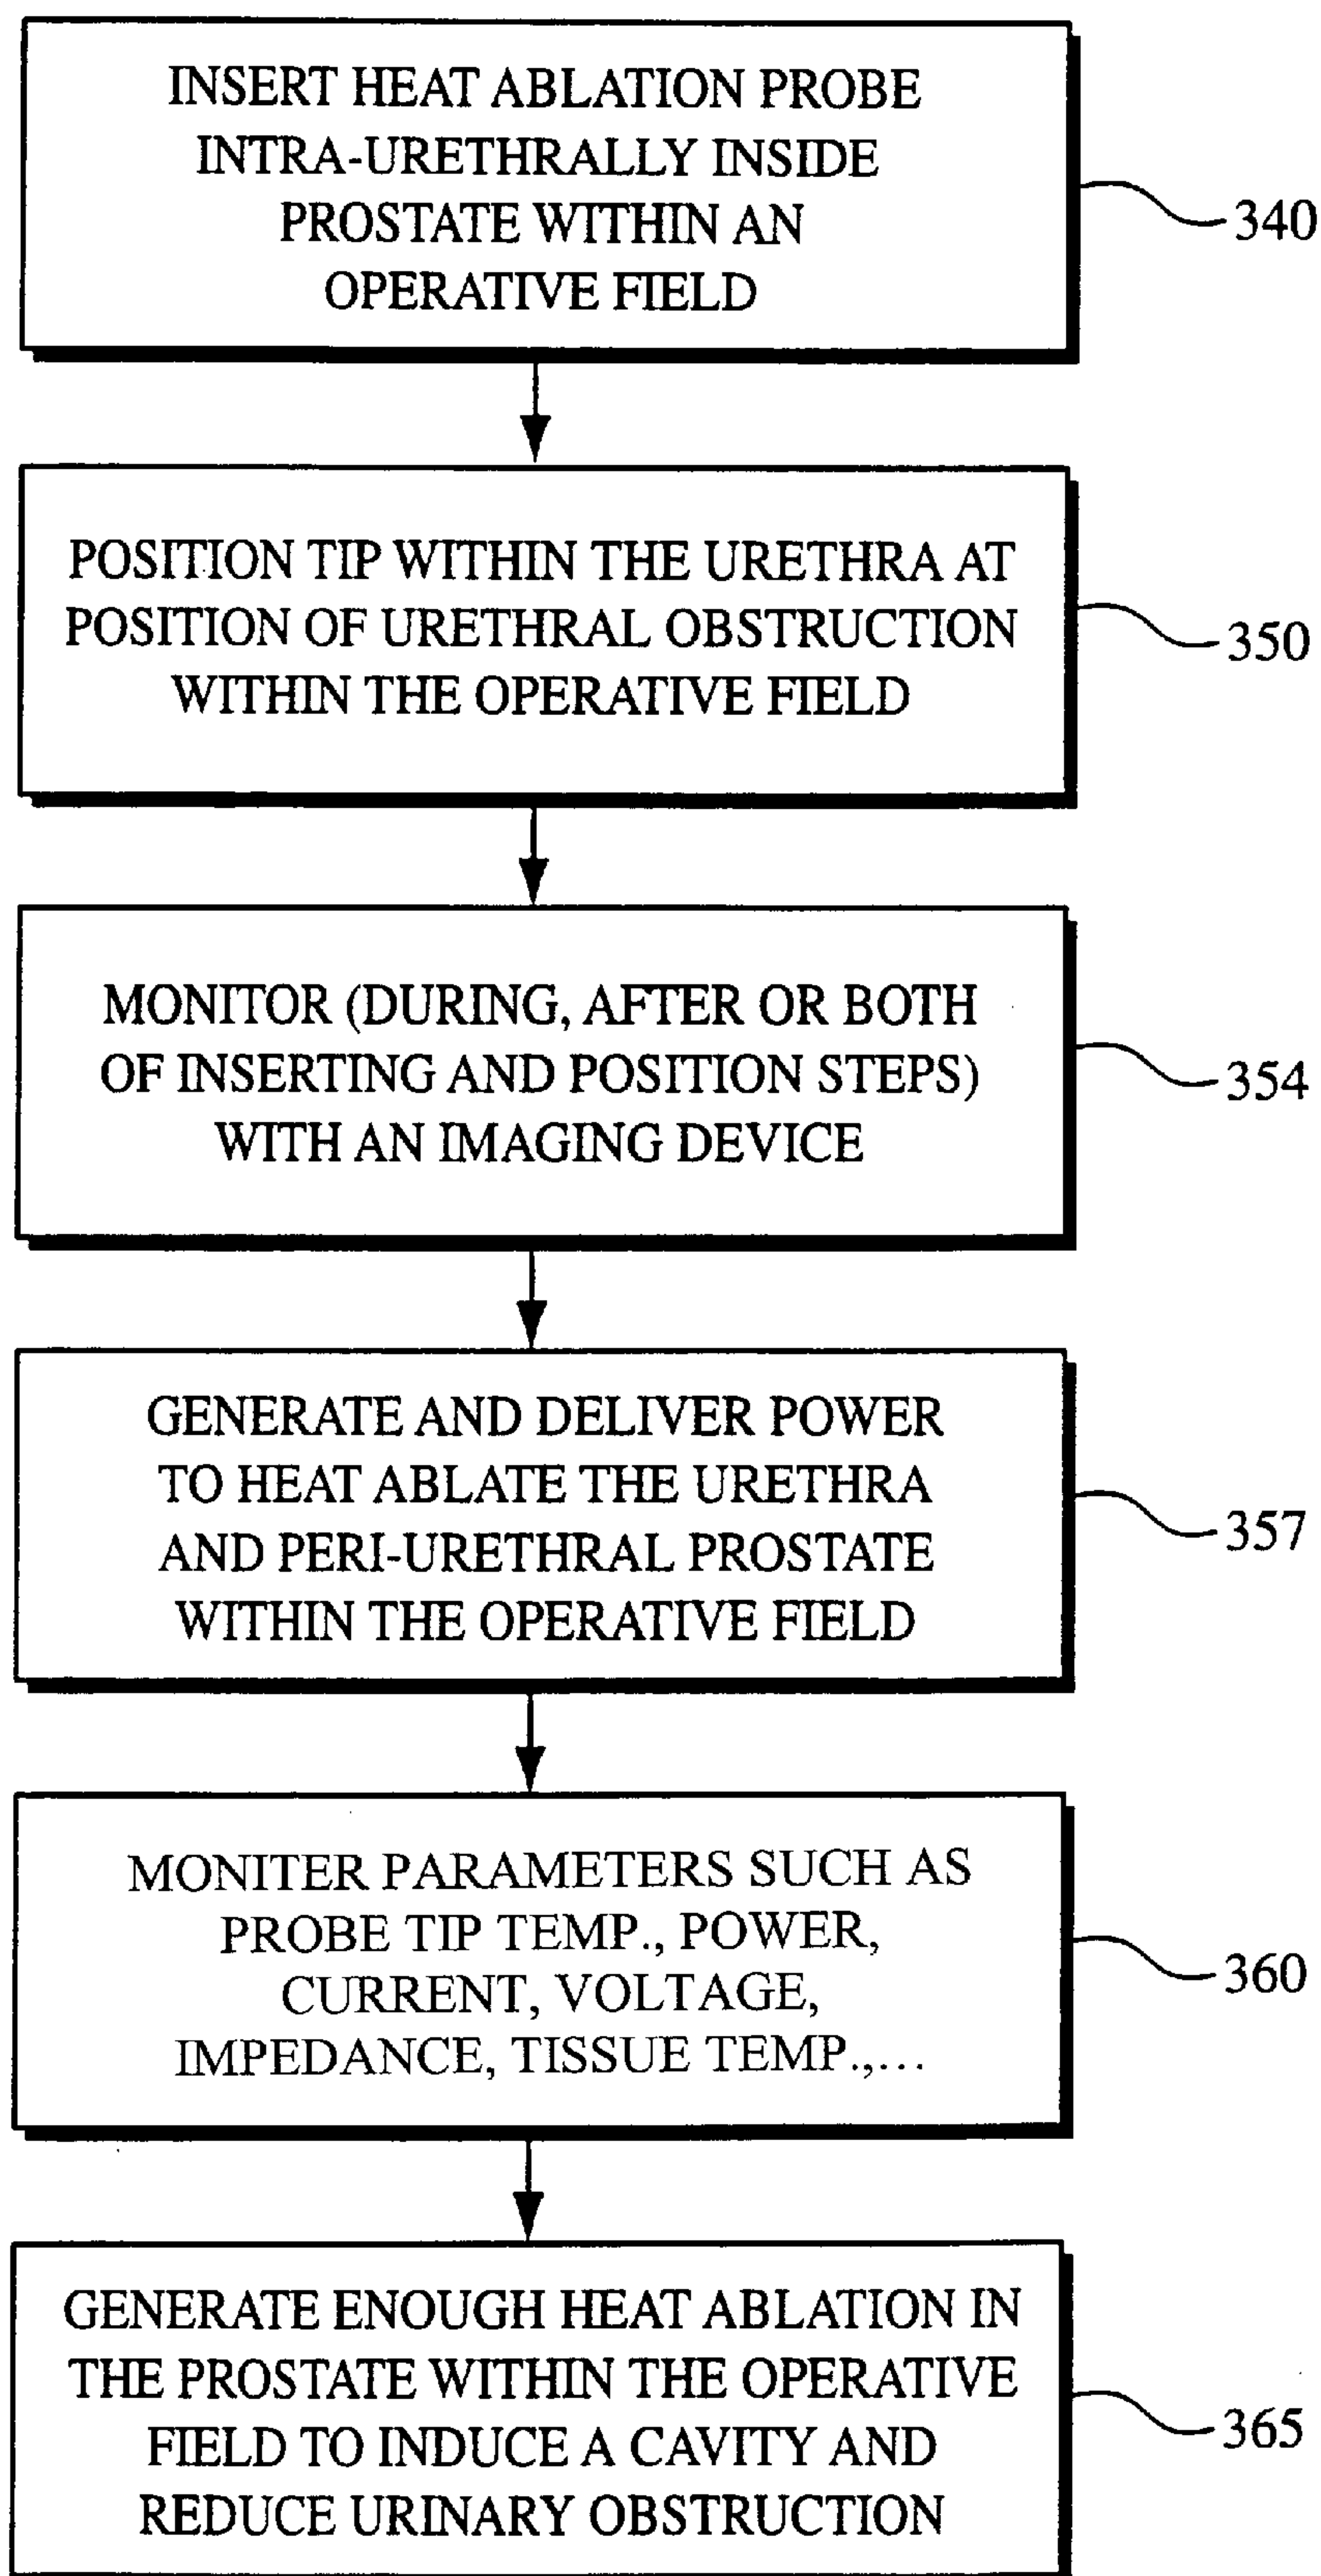 INSERT HEAT ABLATION PROBE
INTRA-URETHRALLY INSIDE
PROSTATE WITHIN AN
OPERATIVE FIELD
340
POSITION TIP WITHIN THE URETHRA AT
POSITION OF URETHRAL OBSTRUCTION
WITHIN THE OPERATIVE FIELD
350
MONITOR (DURING, AFTER OR BOTH
OF INSERTING AND POSITION STEPS)
WITH AN IMAGING DEVICE
354
GENERATE AND DELIVER POWER
TO HEAT ABLATE THE URETHRA
AND PERI-URETHRAL PROSTATE
WITHIN THE OPERATIVE FIELD
357
MONITER PARAMETERS SUCH AS
PROBE TIP TEMP., POWER,
CURRENT, VOLTAGE,
IMPEDANCE, TISSUE TEMP.,...
360
GENERATE ENOUGH HEAT ABLATION IN
THE PROSTATE WITHIN THE OPERATIVE
FIELD TO INDUCE A CAVITY AND
REDUCE URINARY OBSTRUCTION
365